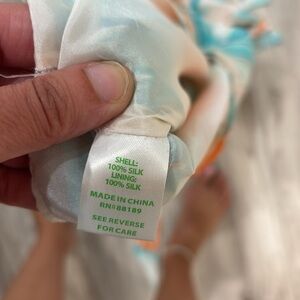 SHELL:
100% SILK
LINING:
100% SILK
MADE IN CHINA
RN#88189
SEE REVERSE
FOR CARE